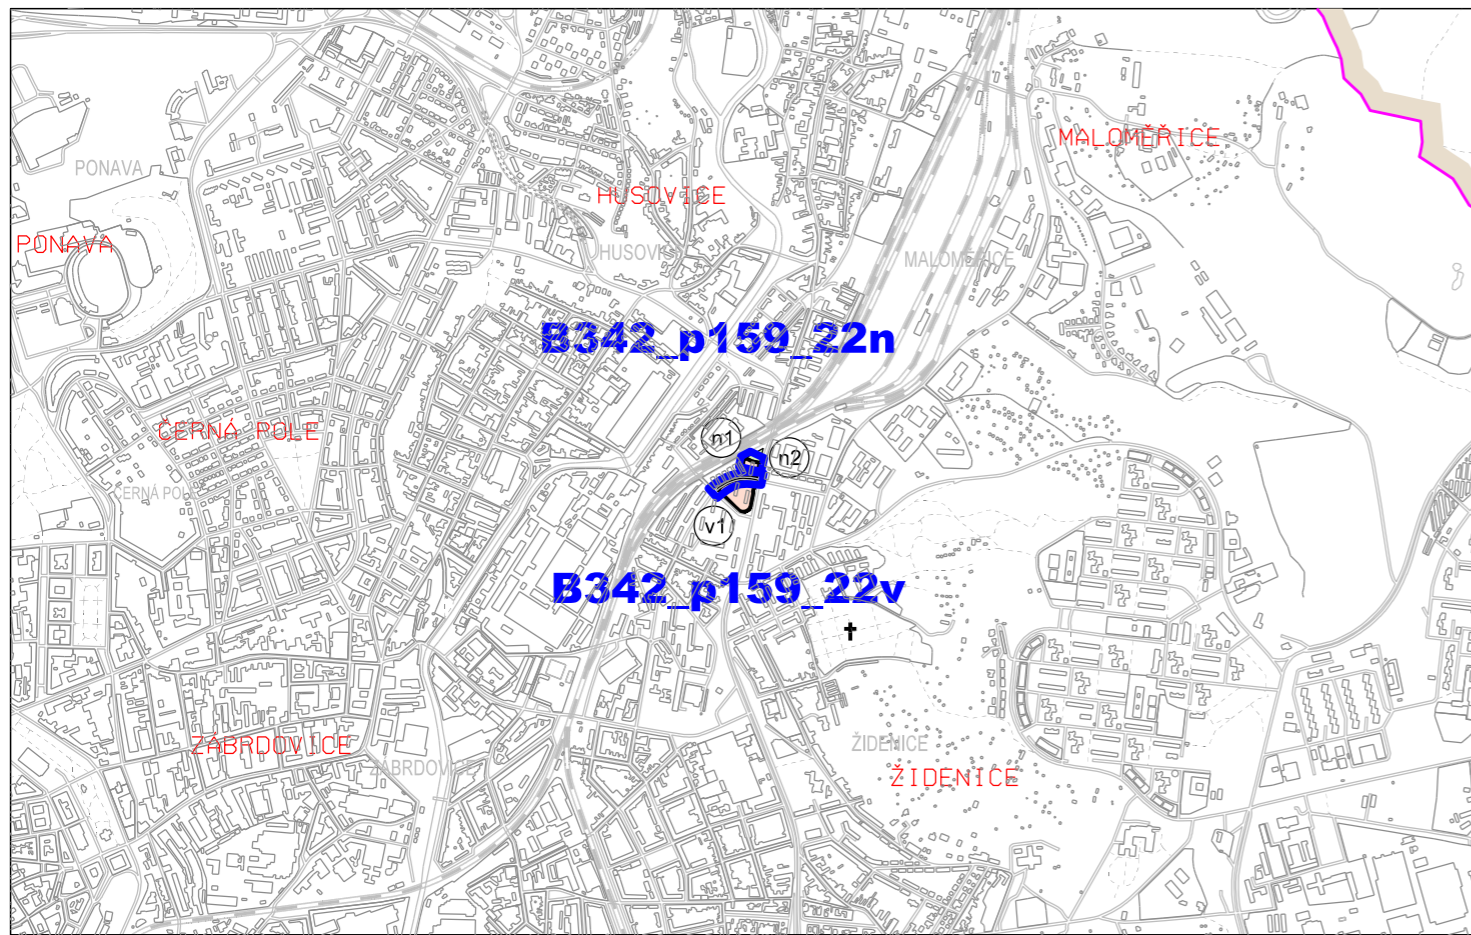 MALOMĚŘICE
PONAVA
HUSOVICE
PONAVA
HUSOVICE
MALOMĚŘICE
B342_p159_22n
ČERNÁ POLE
n1
n2
ČERNÁ POLE
v1
B342_p159_22v
ŽIDENICE
ZÁBRDOVICE
ZÁBRDOVICE
ŽIDENICE